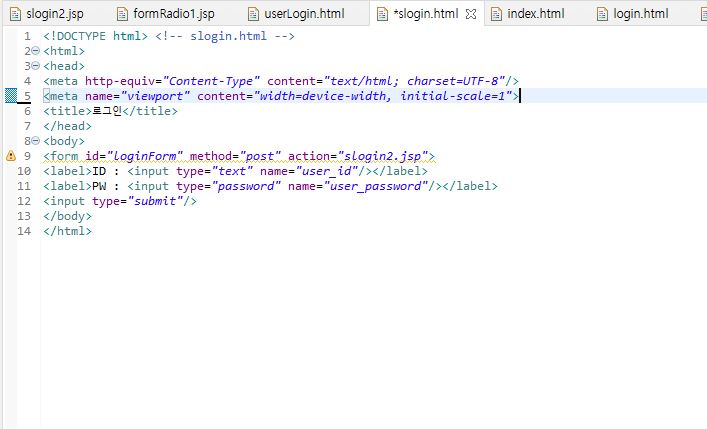 slogin2.jsp formRadio1.jsp userLogin.html *slogin.html index.html login.html
1 <!DOCTYPE html> <!-- slogin.html -->
2 <html>
3 <head>
4 <meta http-equiv="Content-Type" content="text/html; charset=UTF-8"/>
5 <meta name="viewport" content="width=device-width, initial-scale=1">
6 <title>로그인</title>
7 </head>
8 <body>
9 <form id="loginForm" method="post" action="slogin2.jsp">
10 <label>ID : <input type="text" name="user_id"/></label>
11 <label>PW : <input type="password" name="user_password"/></label>
12 <input type="submit"/>
13 </body>
14 </html>